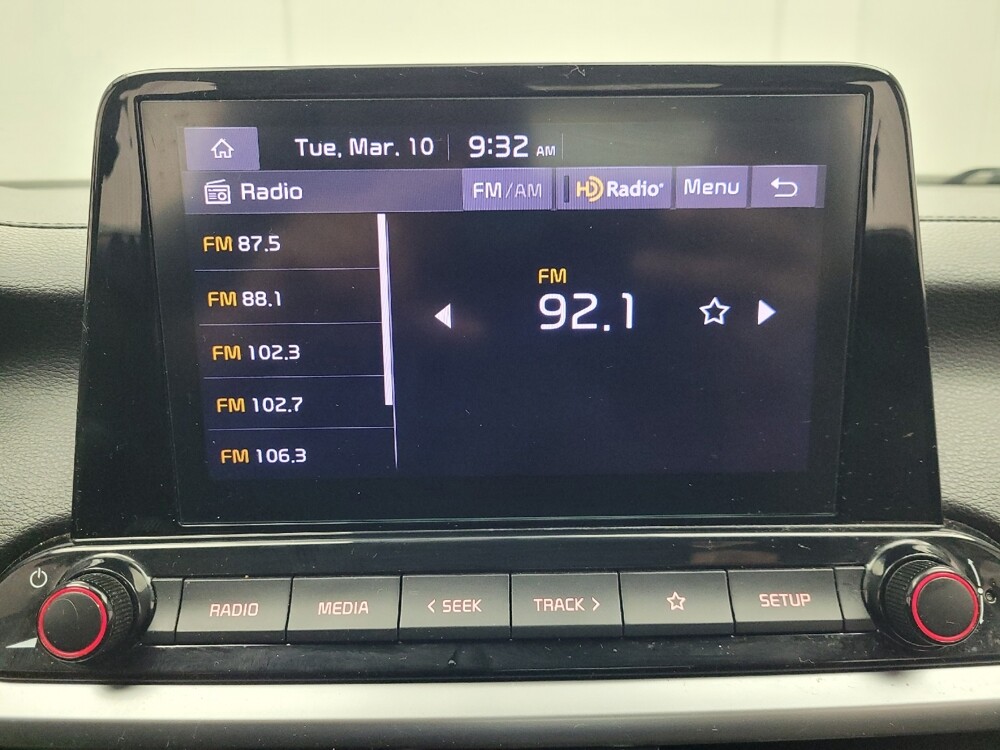 Tue, Mar. 10 9:32 AM
Radio FM/AM HD Radio Menu
FM 87.5
FM 88.1
FM 102.3
FM 102.7
FM 106.3
FM
92.1
RADIO MEDIA < SEEK TRACK > SETUP